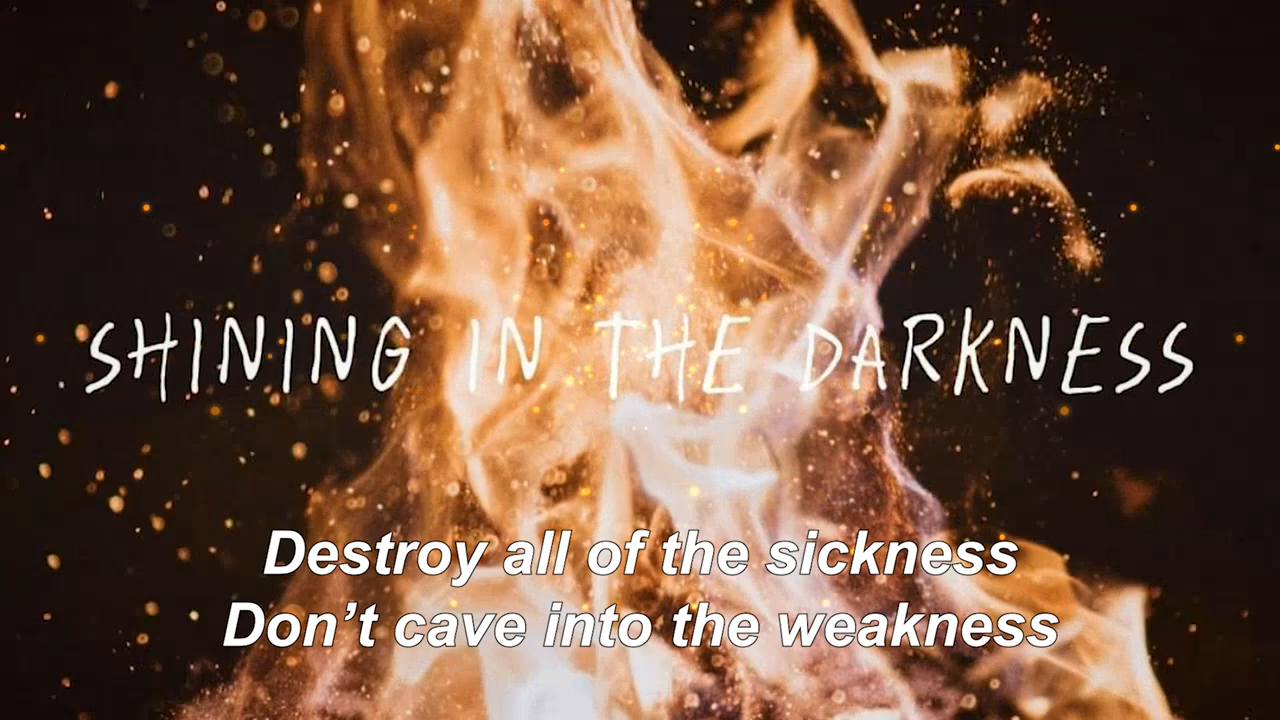 SHINING IN THE DARKNESS
Destroy all of the sickness
Don’t cave into the weakness